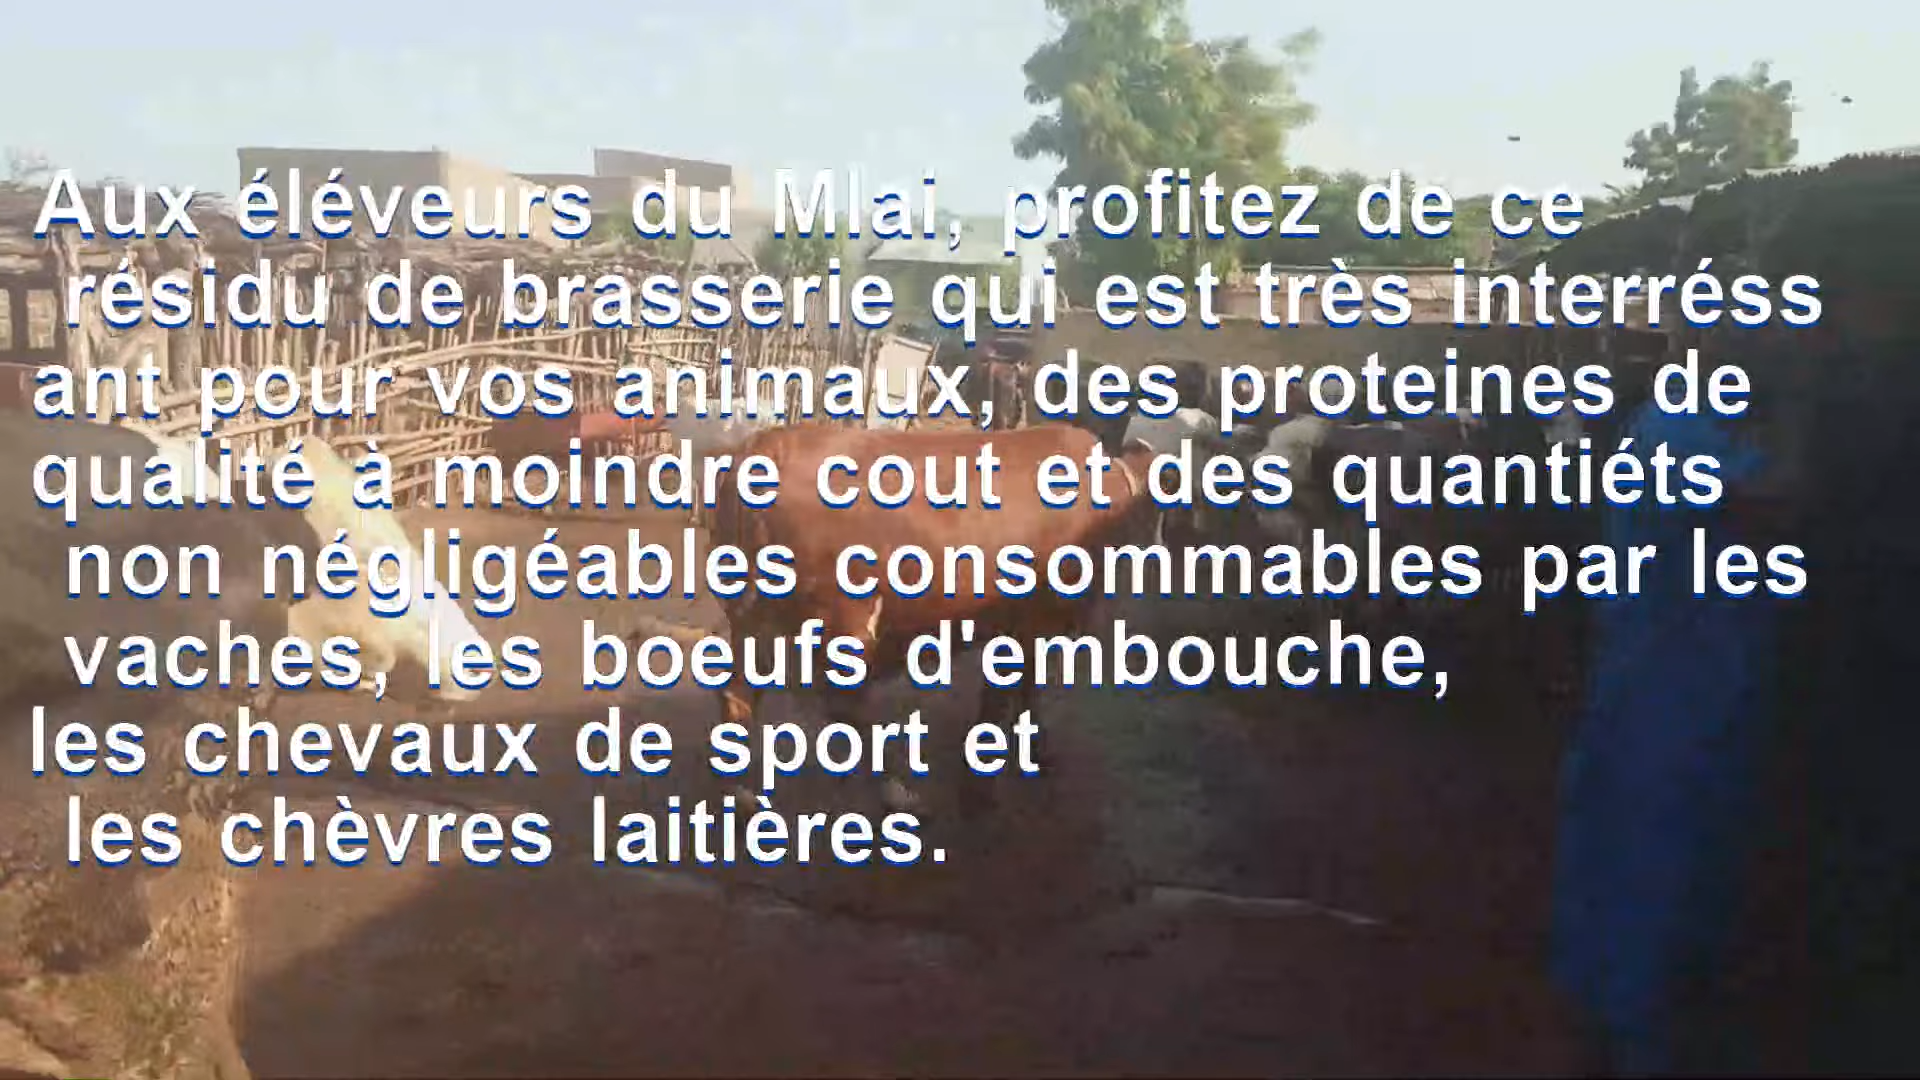 Aux éléveurs du Mlai, profitez de ce
résidu de brasserie qui est très interréss
ant pour vos animaux, des proteines de
qualité à moindre cout et des quantiéts
non négligéables consommables par les
vaches, les boeufs d'embouche,
les chevaux de sport et
les chèvres laitières.